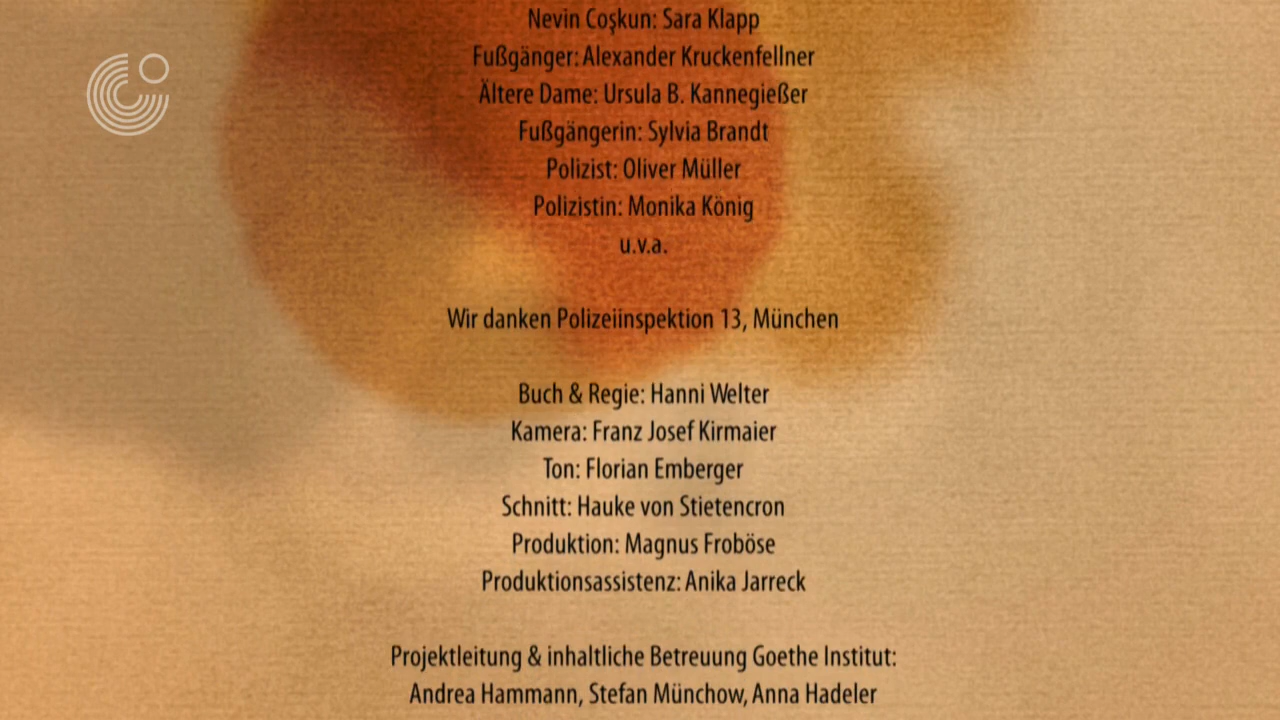 Nevin Coşkun: Sara Klapp
Fußgänger: Alexander Kruckenfellner
Ältere Dame: Ursula B. Kannegießer
Fußgängerin: Sylvia Brandt
Polizist: Oliver Müller
Polizistin: Monika König
u.v.a.
Wir danken Polizeiinspektion 13, München
Buch & Regie: Hanni Welter
Kamera: Franz Josef Kirmaier
Ton: Florian Emberger
Schnitt: Hauke von Stietencron
Produktion: Magnus Froböse
Produktionsassistenz: Anika Jarreck
Projektleitung & inhaltliche Betreuung Goethe Institut:
Andrea Hammann, Stefan Münchow, Anna Hadeler